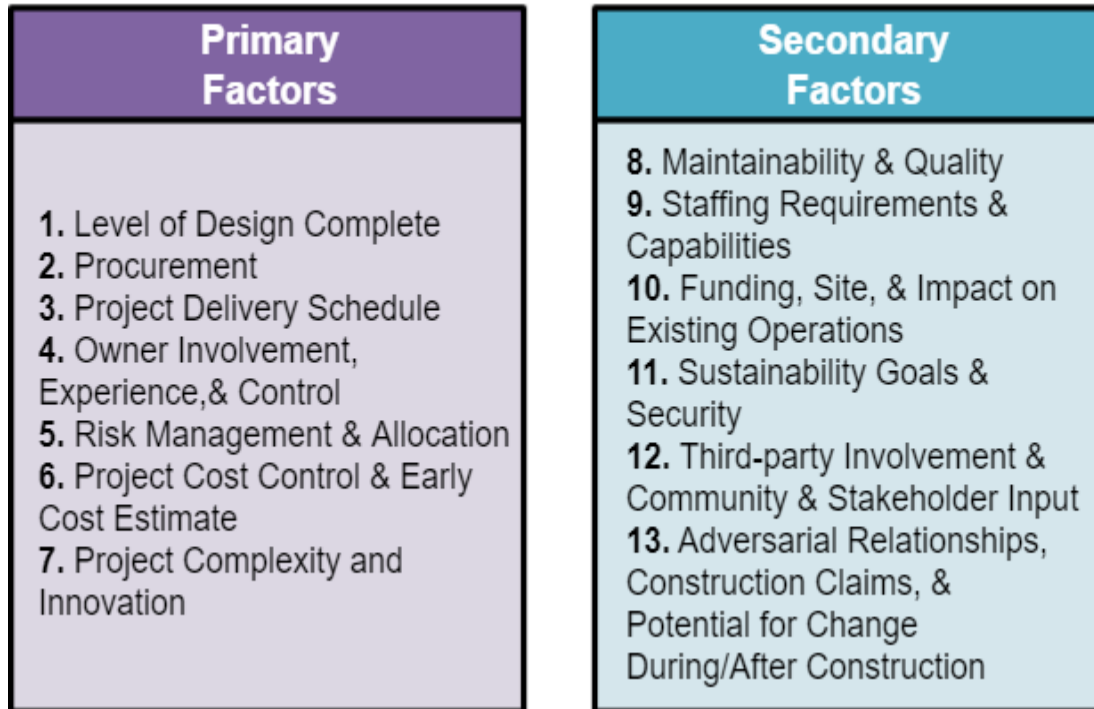 Primary
Factors
1. Level of Design Complete
2. Procurement
3. Project Delivery Schedule
4. Owner Involvement,
Experience,& Control
5. Risk Management & Allocation
6. Project Cost Control & Early
Cost Estimate
7. Project Complexity and
Innovation
Secondary
Factors
8. Maintainability & Quality
9. Staffing Requirements &
Capabilities
10. Funding, Site, & Impact on
Existing Operations
11. Sustainability Goals &
Security
12. Third-party Involvement &
Community & Stakeholder Input
13. Adversarial Relationships,
Construction Claims, &
Potential for Change
During/After Construction